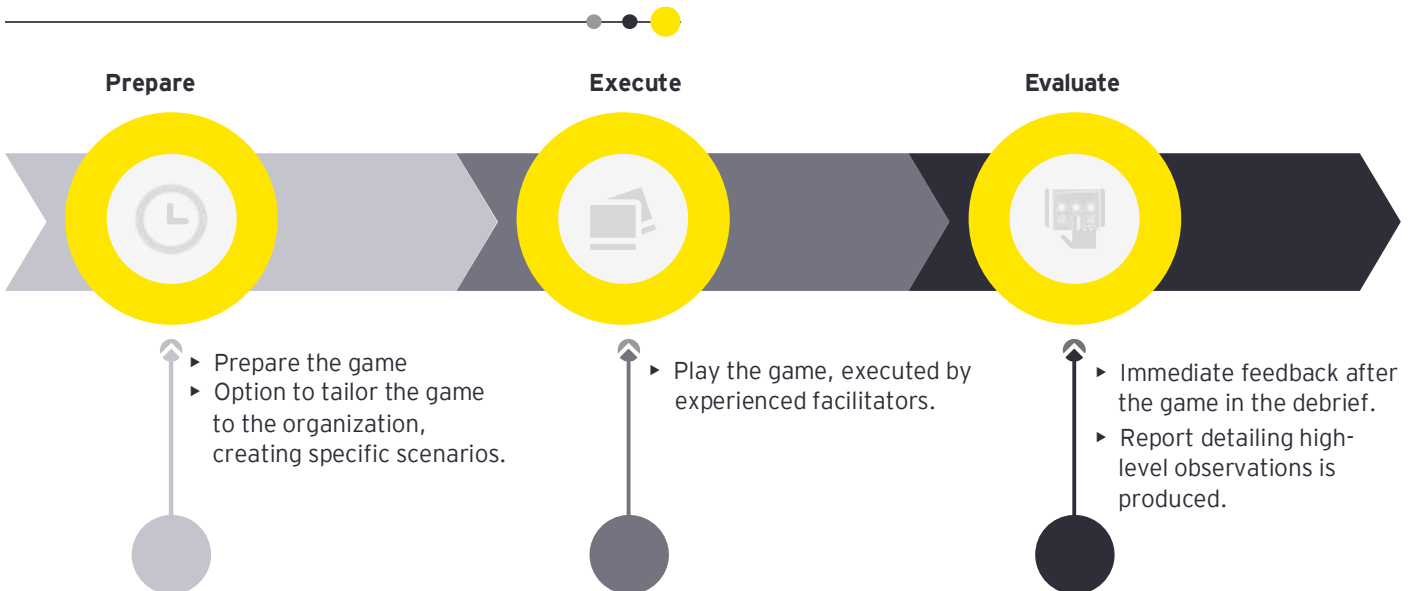 Prepare
Execute
Evaluate
▸ Prepare the game
▸ Option to tailor the game
to the organization,
creating specific scenarios.
▸ Play the game, executed by
experienced facilitators.
▸ Immediate feedback after
the game in the debrief.
▸ Report detailing high-
level observations is
produced.